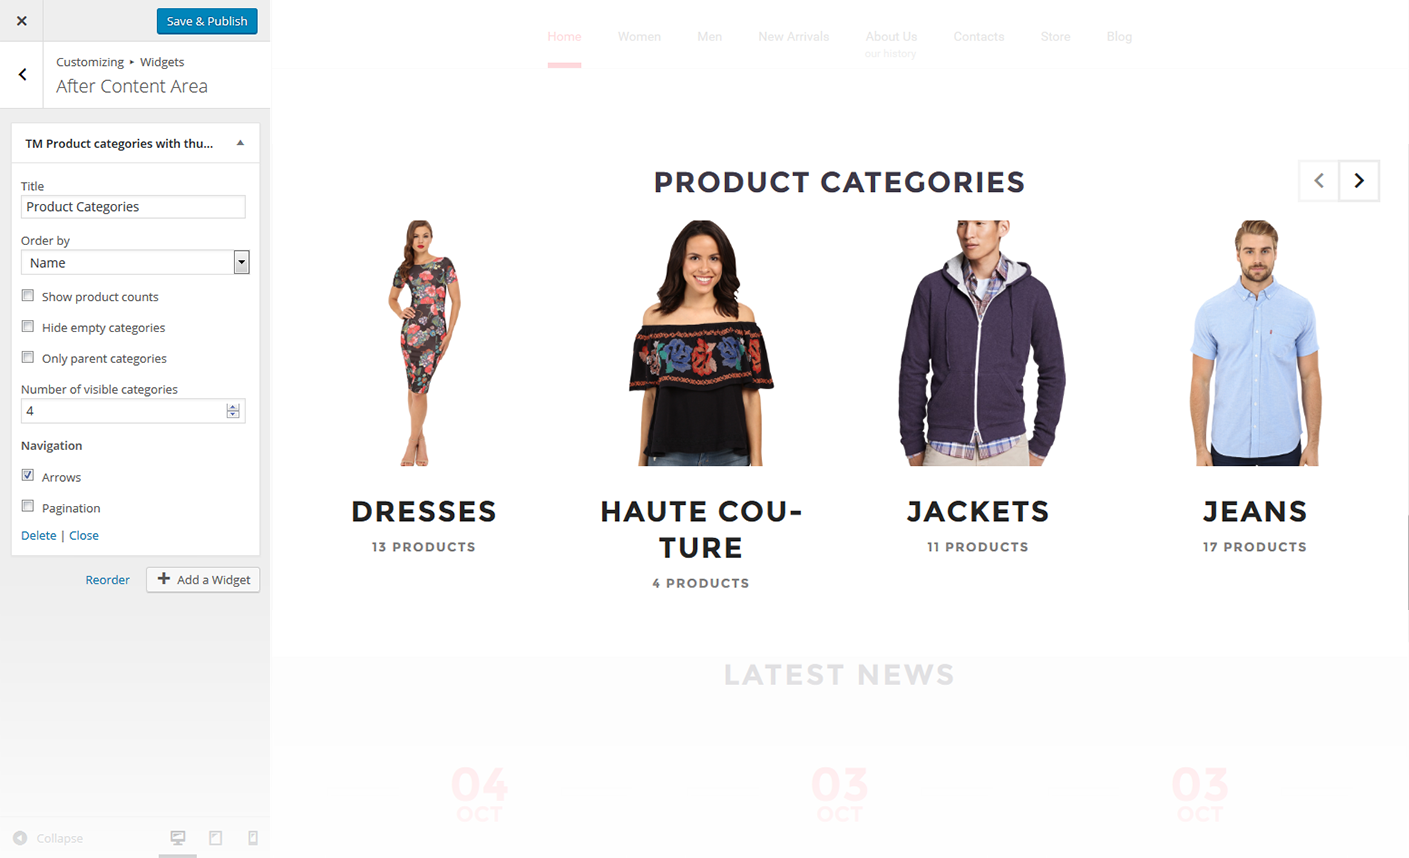 Save & Publish
Customizing ▸ Widgets
After Content Area
TM Product categories with thu...
Title
Product Categories
Order by
Name
Show product counts
Hide empty categories
Only parent categories
Number of visible categories
4
Navigation
Arrows
Pagination
Delete | Close
Reorder
Add a Widget
Collapse
Home Women Men New Arrivals About Us Contacts Store Blog
our history
PRODUCT CATEGORIES
DRESSES
13 PRODUCTS
HAUTE COU-
TURE
4 PRODUCTS
JACKETS
11 PRODUCTS
JEANS
17 PRODUCTS
LATEST NEWS
04
OCT
03
OCT
03
OCT